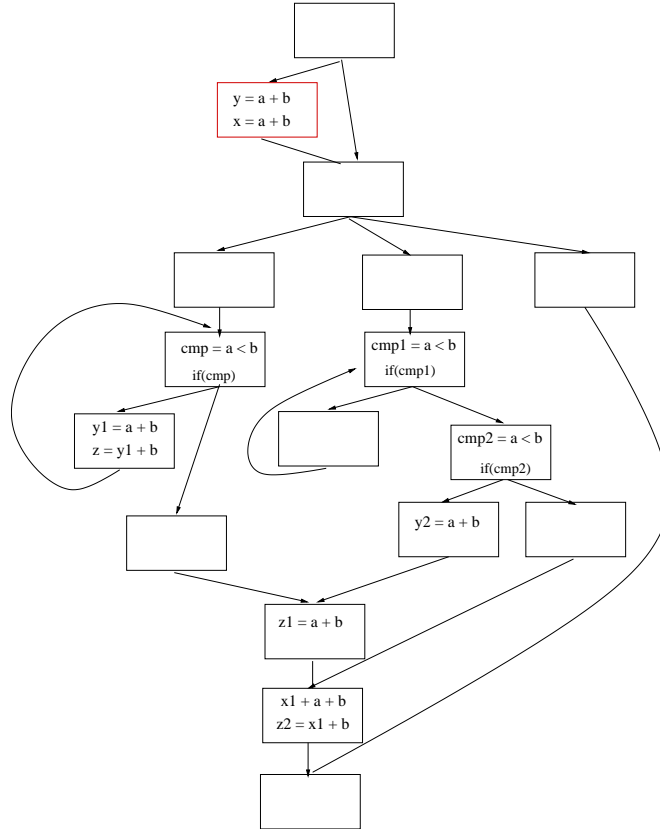 y = a + b
x = a + b
cmp = a < b
if(cmp)
cmp1 = a < b
if(cmp1)
y1 = a + b
z = y1 + b
cmp2 = a < b
if(cmp2)
y2 = a + b
z1 = a + b
x1 + a + b
z2 = x1 + b